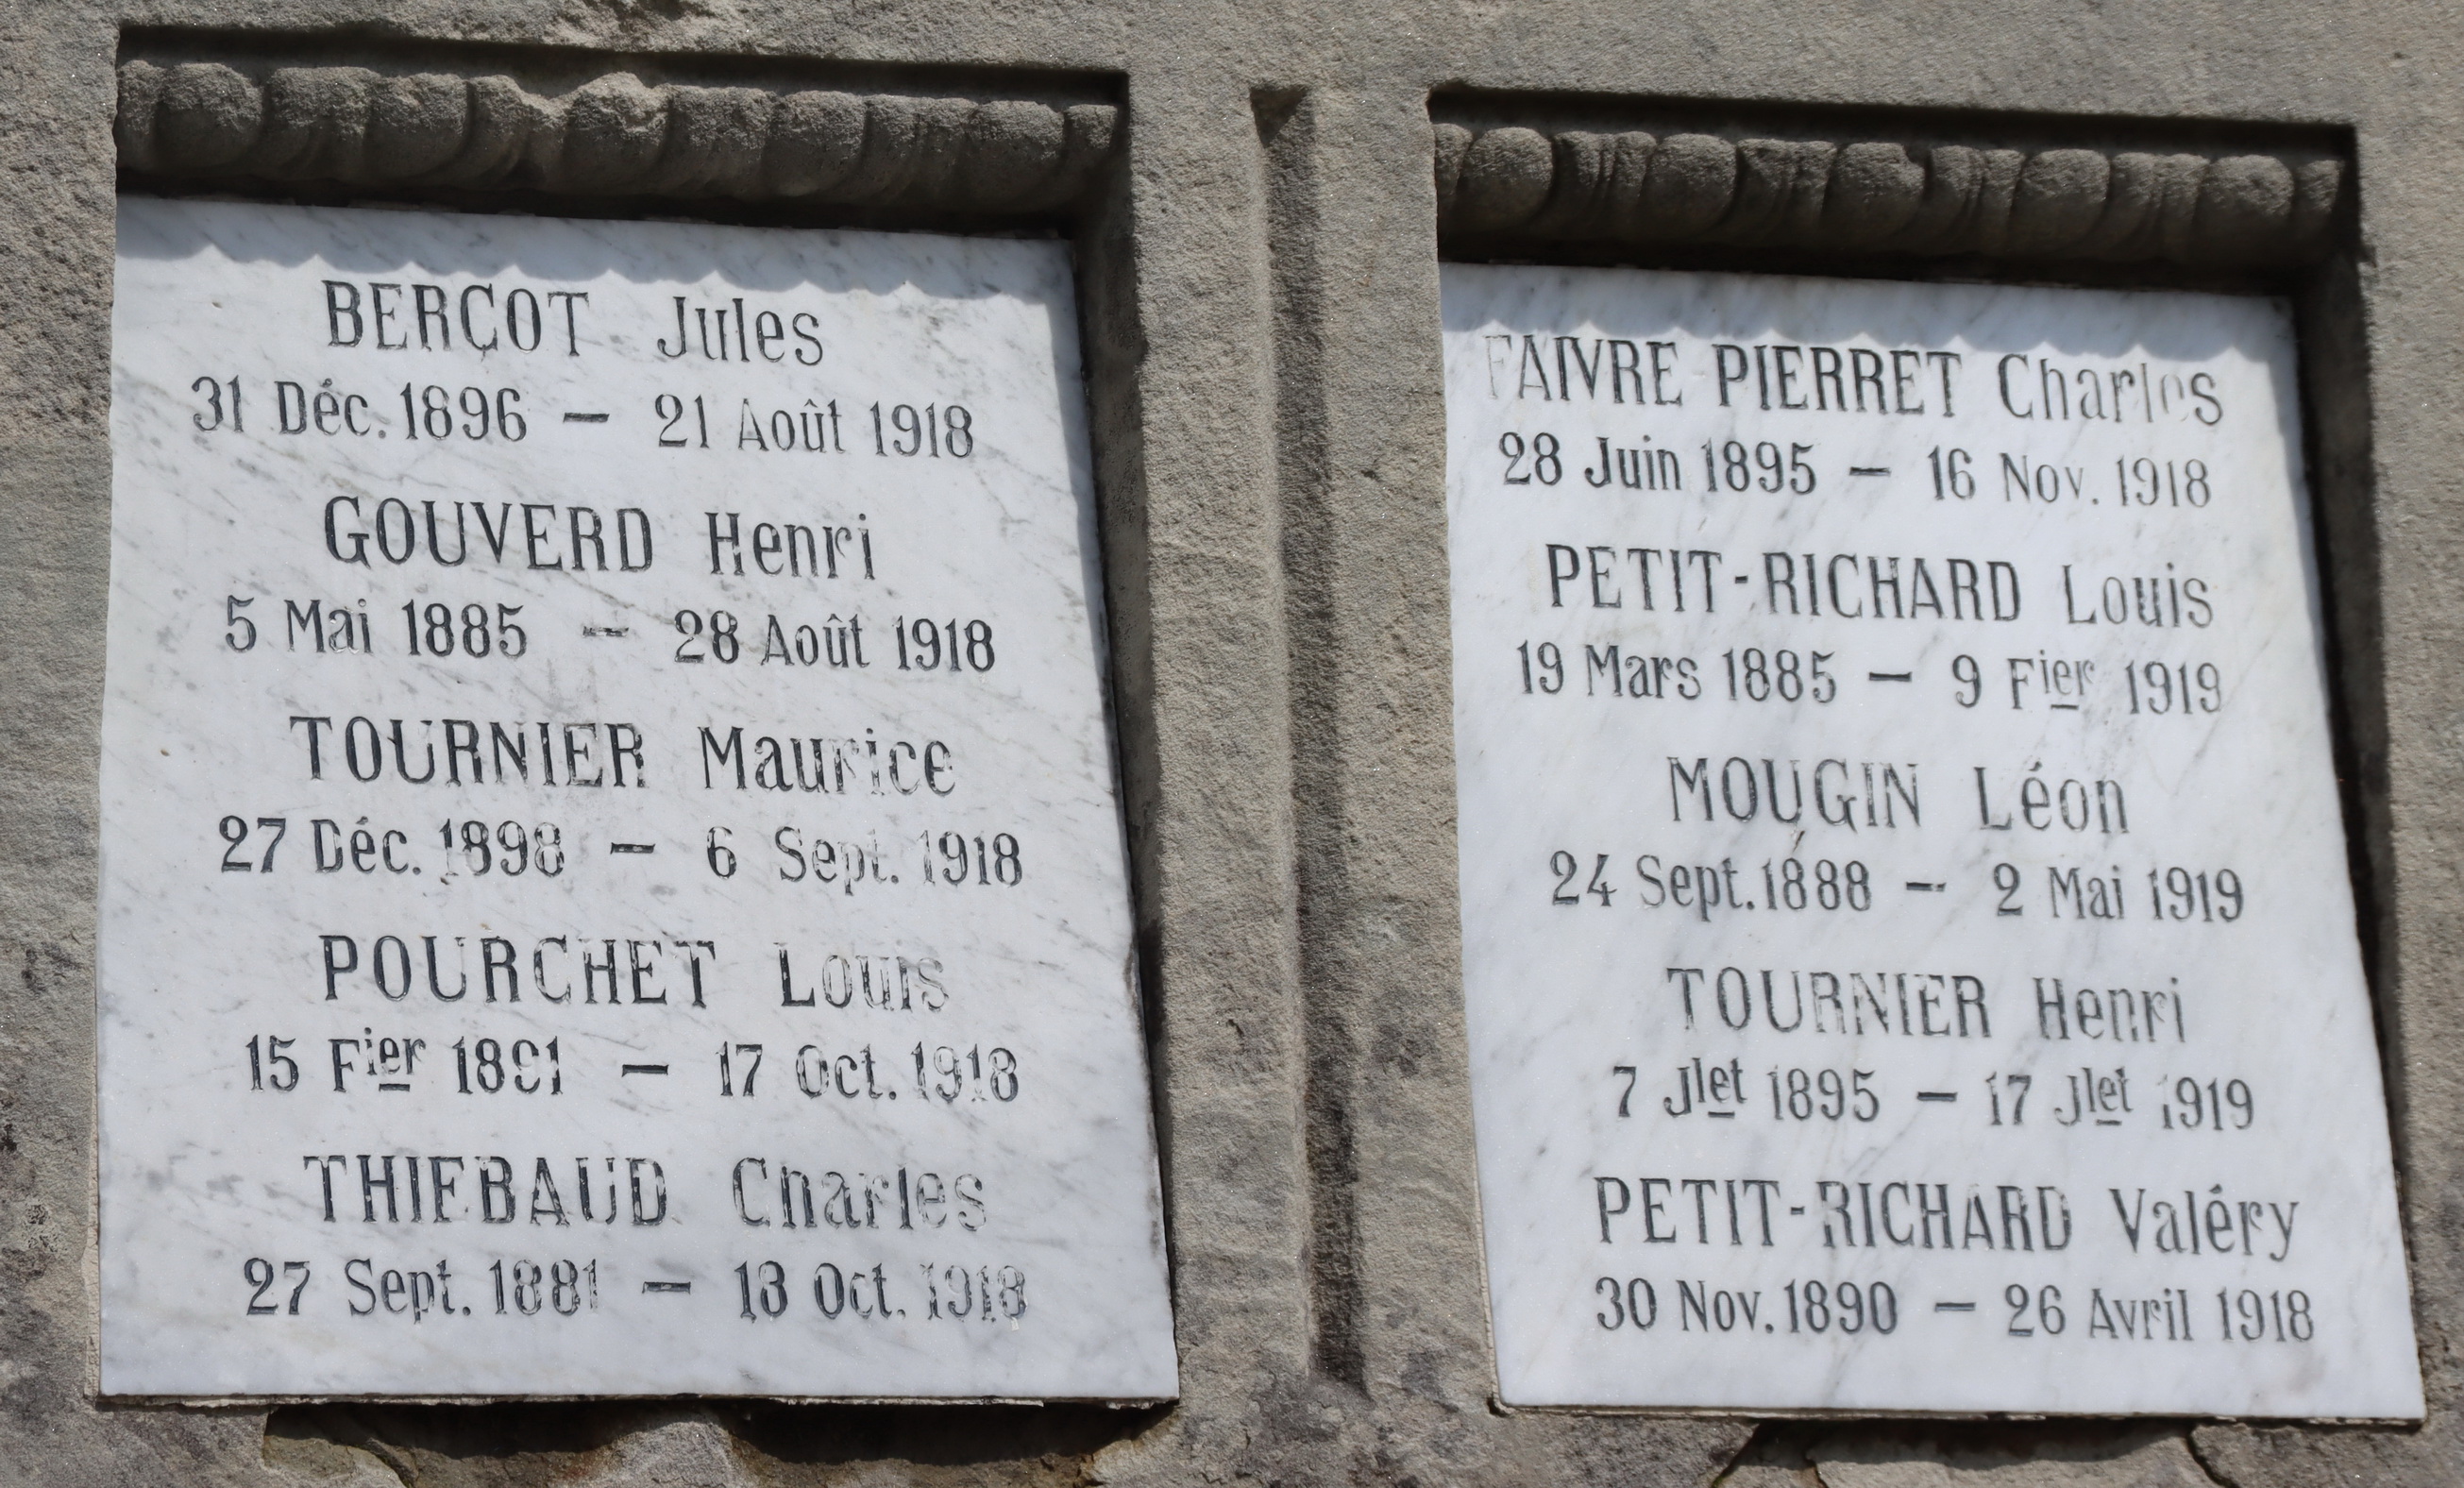 BERÇOT Jules
31 Déc. 1896 — 21 Août 1918
GOUVERD Henri
5 Mai 1885 — 28 Août 1918
TOURNIER Maurice
27 Déc. 1898 — 6 Sept. 1918
POURCHET Louis
15 Fier 1891 — 17 Oct. 1918
THIEBAUD Charles
27 Sept. 1881 — 18 Oct. 1918
FAIVRE PIERRET Charles
28 Juin 1895 — 16 Nov. 1918
PETIT-RICHARD Louis
19 Mars 1885 — 9 Fier 1919
MOUGIN Léon
24 Sept. 1888 — 2 Mai 1919
TOURNIER Henri
7 Jlet 1895 — 17 Jlet 1919
PETIT-RICHARD Valéry
30 Nov. 1890 — 26 Avril 1918